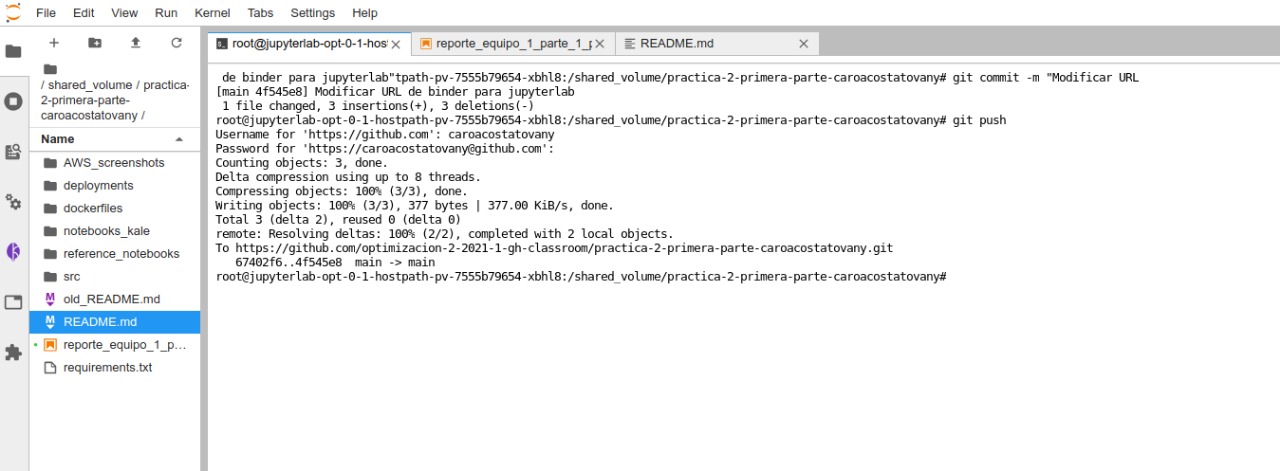 File Edit View Run Kernel Tabs Settings Help
/ shared_volume / practica-
2-primera-parte-
caroacostatovany /
Name
AWS_screenshots
deployments
dockerfiles
notebooks_kale
reference_notebooks
src
old_README.md
README.md
reporte_equipo_1_p...
requirements.txt
root@jupyterlab-opt-0-1-hos
reporte_equipo_1_parte_1_
README.md
de binder para jupyterlab"tpath-pv-7555b79654-xbhl8:/shared_volume/practica-2-primera-parte-caroacostatovany# git commit -m "Modificar URL
[main 4f545e8] Modificar URL de binder para jupyterlab
1 file changed, 3 insertions(+), 3 deletions(-)
root@jupyterlab-opt-0-1-hostpath-pv-7555b79654-xbhl8:/shared_volume/practica-2-primera-parte-caroacostatovany# git push
Username for 'https://github.com': caroacostatovany
Password for 'https://caroacostatovany@github.com':
Counting objects: 3, done.
Delta compression using up to 8 threads.
Compressing objects: 100% (3/3), done.
Writing objects: 100% (3/3), 377 bytes | 377.00 KiB/s, done.
Total 3 (delta 2), reused 0 (delta 0)
remote: Resolving deltas: 100% (2/2), completed with 2 local objects.
To https://github.com/optimizacion-2-2021-1-gh-classroom/practica-2-primera-parte-caroacostatovany.git
67402f6..4f545e8  main -> main
root@jupyterlab-opt-0-1-hostpath-pv-7555b79654-xbhl8:/shared_volume/practica-2-primera-parte-caroacostatovany#